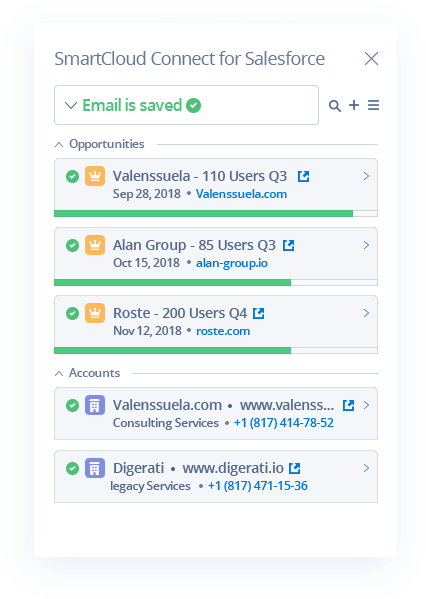 SmartCloud Connect for Salesforce
Email is saved
Opportunities
Valenssuela - 110 Users Q3
Sep 28, 2018 • Valenssuela.com
Alan Group - 85 Users Q3
Oct 15, 2018 • alan-group.io
Roste - 200 Users Q4
Nov 12, 2018 • roste.com
Accounts
Valenssuela.com • www.valenss...
Consulting Services • +1 (817) 414-78-52
Digerati • www.digerati.io
legacy Services • +1 (817) 471-15-36